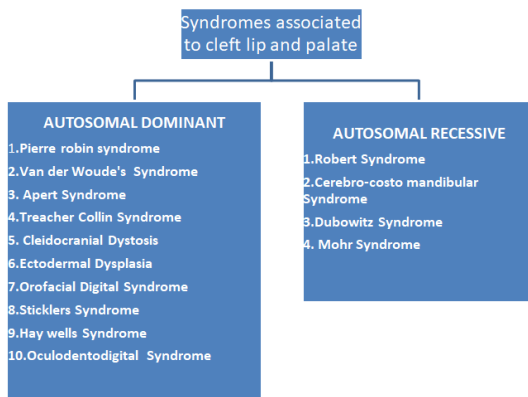 Syndromes associated
to cleft lip and palate
AUTOSOMAL DOMINANT
1.Pierre robin syndrome
2.Van der Woude's Syndrome
3. Apert Syndrome
4.Treacher Collin Syndrome
5. Cleidocranial Dystosis
6.Ectodermal Dysplasia
7.Orofacial Digital Syndrome
8.Sticklers Syndrome
9.Hay wells Syndrome
10.Oculodentodigital Syndrome
AUTOSOMAL RECESSIVE
1.Robert Syndrome
2.Cerebro-costo mandibular
Syndrome
3.Dubowitz Syndrome
4. Mohr Syndrome